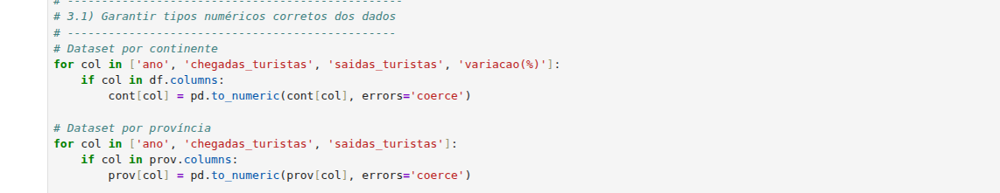 # ------------------------------------------------
# 3.1) Garantir tipos numéricos corretos dos dados
# ------------------------------------------------
# Dataset por continente
for col in ['ano', 'chegadas_turistas', 'saidas_turistas', 'variacao(%)']:
    if col in df.columns:
        cont[col] = pd.to_numeric(cont[col], errors='coerce')
# Dataset por província
for col in ['ano', 'chegadas_turistas', 'saidas_turistas']:
    if col in prov.columns:
        prov[col] = pd.to_numeric(prov[col], errors='coerce')